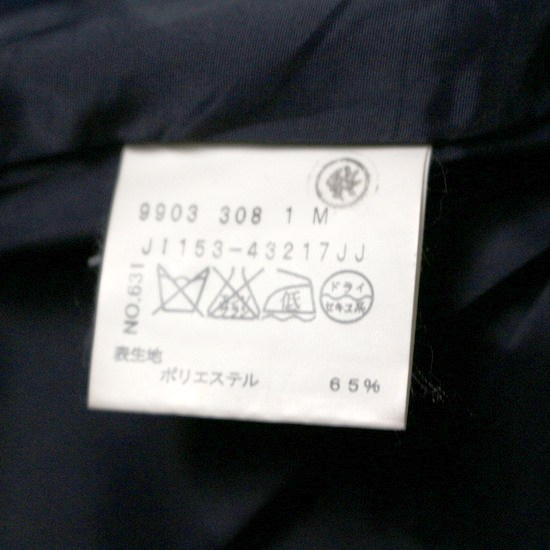 9903 308 1 M
JI153-43217JJ
NO.631
低
ドライ
セキユ系
表生地
ポリエステル 65%